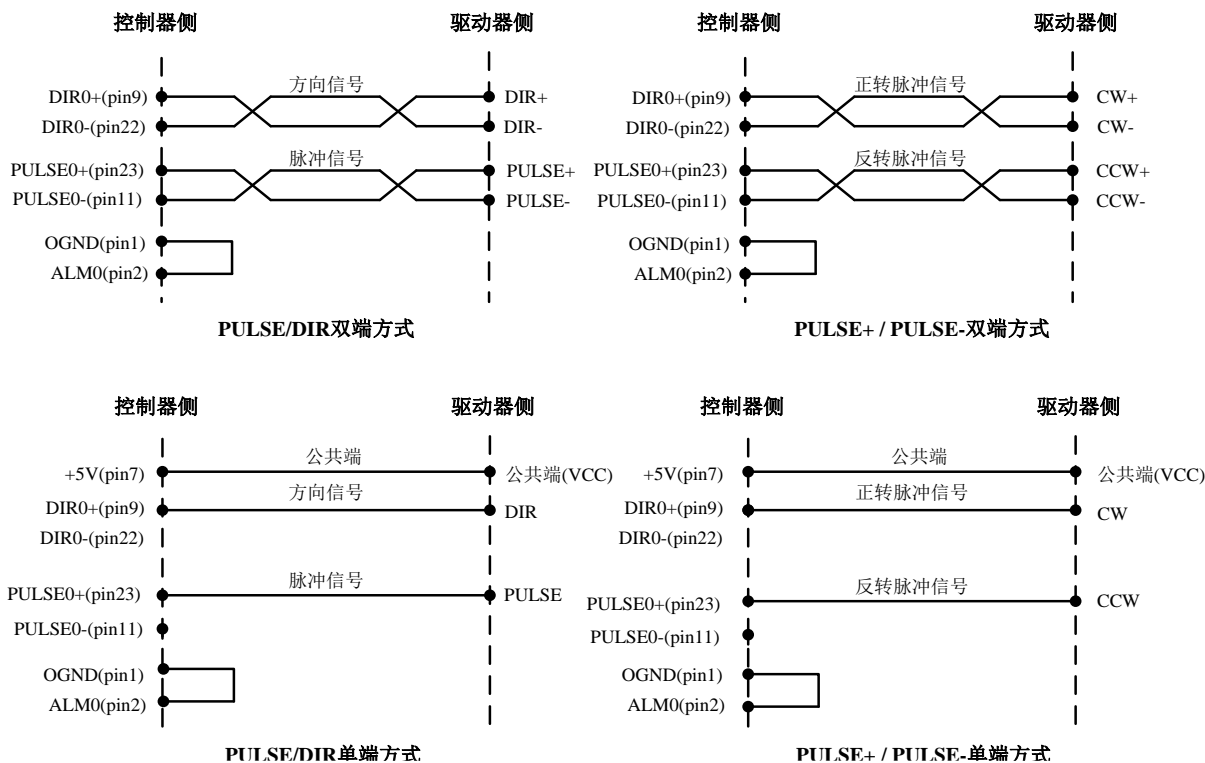 控制器侧
驱动器侧
DIR0+(pin9)
方向信号
DIR+
DIR0-(pin22)
DIR-
PULSE0+(pin23)
脉冲信号
PULSE+
PULSE0-(pin11)
PULSE-
OGND(pin1)
ALM0(pin2)
PULSE/DIR双端方式
控制器侧
驱动器侧
DIR0+(pin9)
正转脉冲信号
CW+
DIR0-(pin22)
CW-
PULSE0+(pin23)
反转脉冲信号
CCW+
PULSE0-(pin11)
CCW-
OGND(pin1)
ALM0(pin2)
PULSE+ / PULSE-双端方式
控制器侧
驱动器侧
+5V(pin7)
公共端
公共端(VCC)
DIR0+(pin9)
方向信号
DIR
DIR0-(pin22)
PULSE0+(pin23)
脉冲信号
PULSE
PULSE0-(pin11)
OGND(pin1)
ALM0(pin2)
PULSE/DIR单端方式
控制器侧
驱动器侧
+5V(pin7)
公共端
公共端(VCC)
DIR0+(pin9)
正转脉冲信号
CW
DIR0-(pin22)
PULSE0+(pin23)
反转脉冲信号
CCW
PULSE0-(pin11)
OGND(pin1)
ALM0(pin2)
PULSE+ / PULSE-单端方式